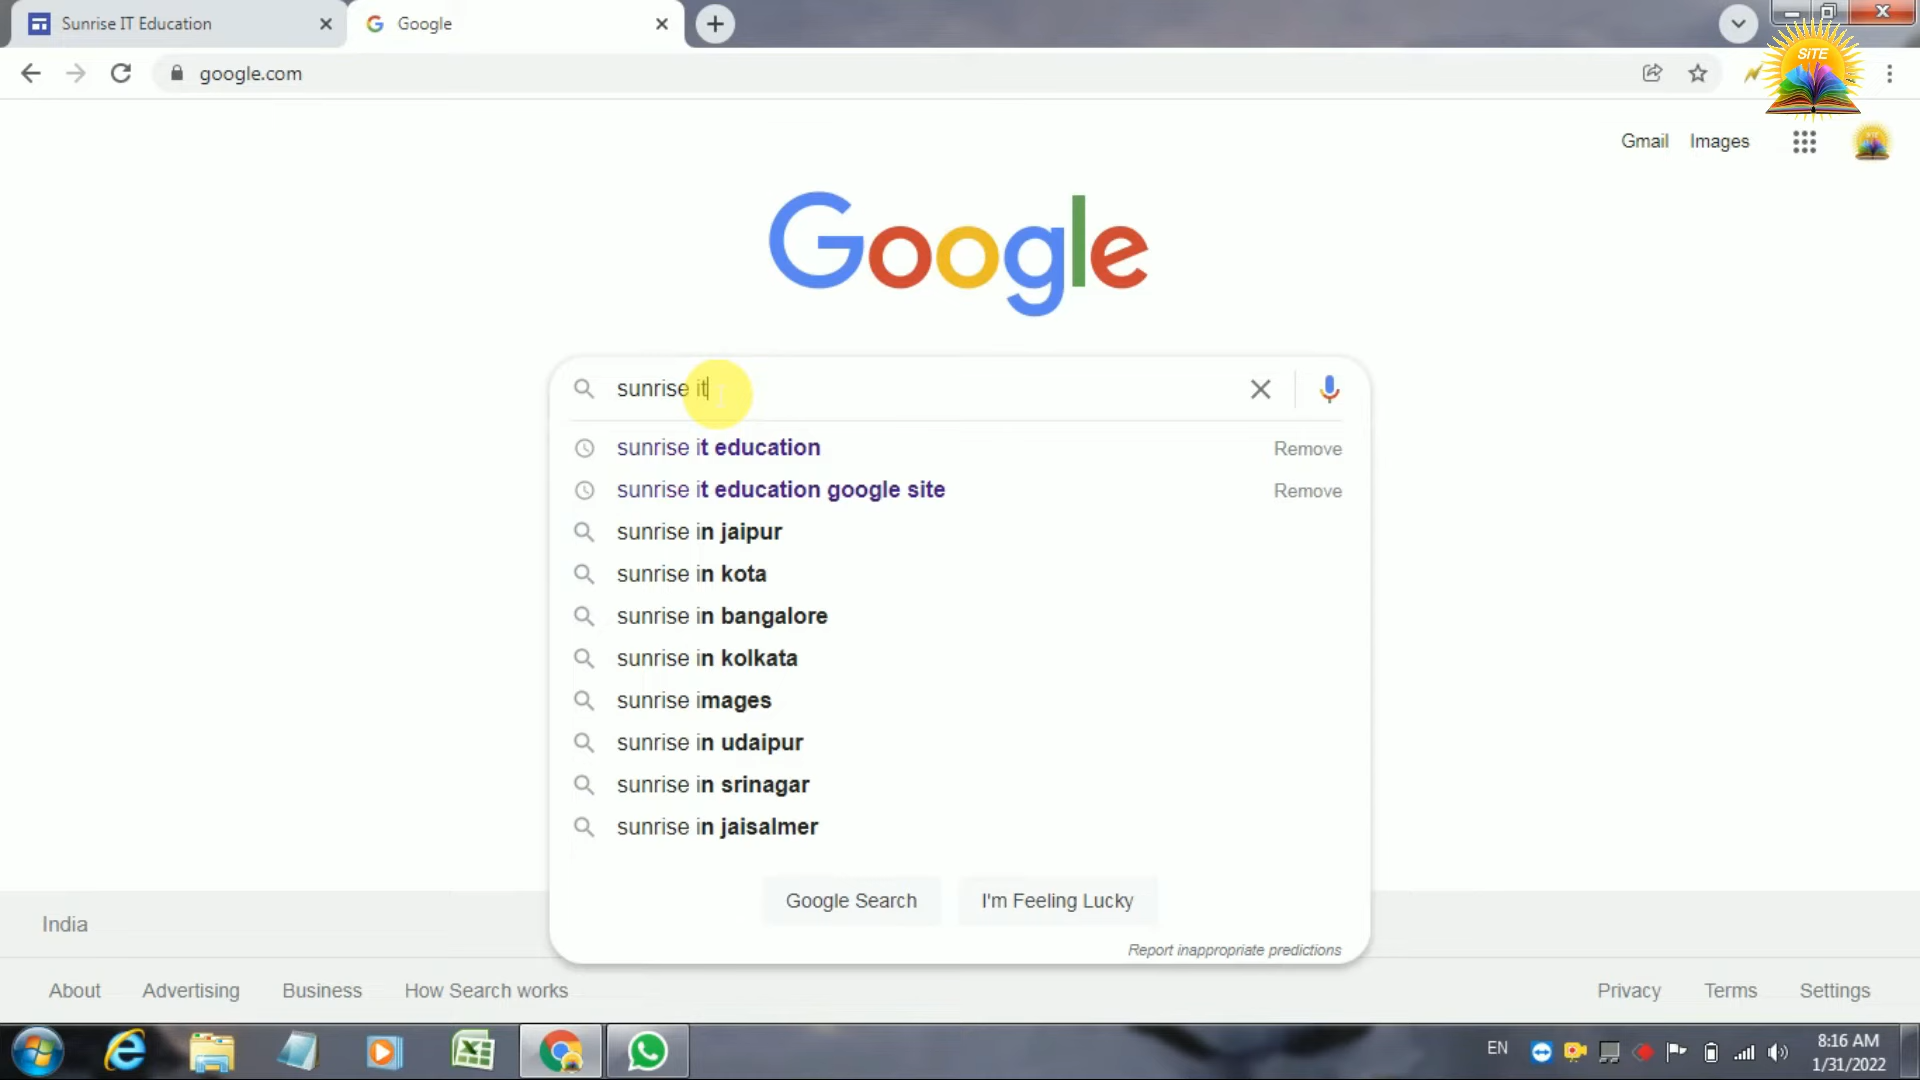 Sunrise IT Education
Google
google.com
SiTE
Gmail Images
Google
sunrise it
sunrise it education Remove
sunrise it education google site Remove
sunrise in jaipur
sunrise in kota
sunrise in bangalore
sunrise in kolkata
sunrise images
sunrise in udaipur
sunrise in srinagar
sunrise in jaisalmer
Google Search I'm Feeling Lucky
Report inappropriate predictions
India
About Advertising Business How Search works Privacy Terms Settings
EN
8:16 AM
1/31/2022